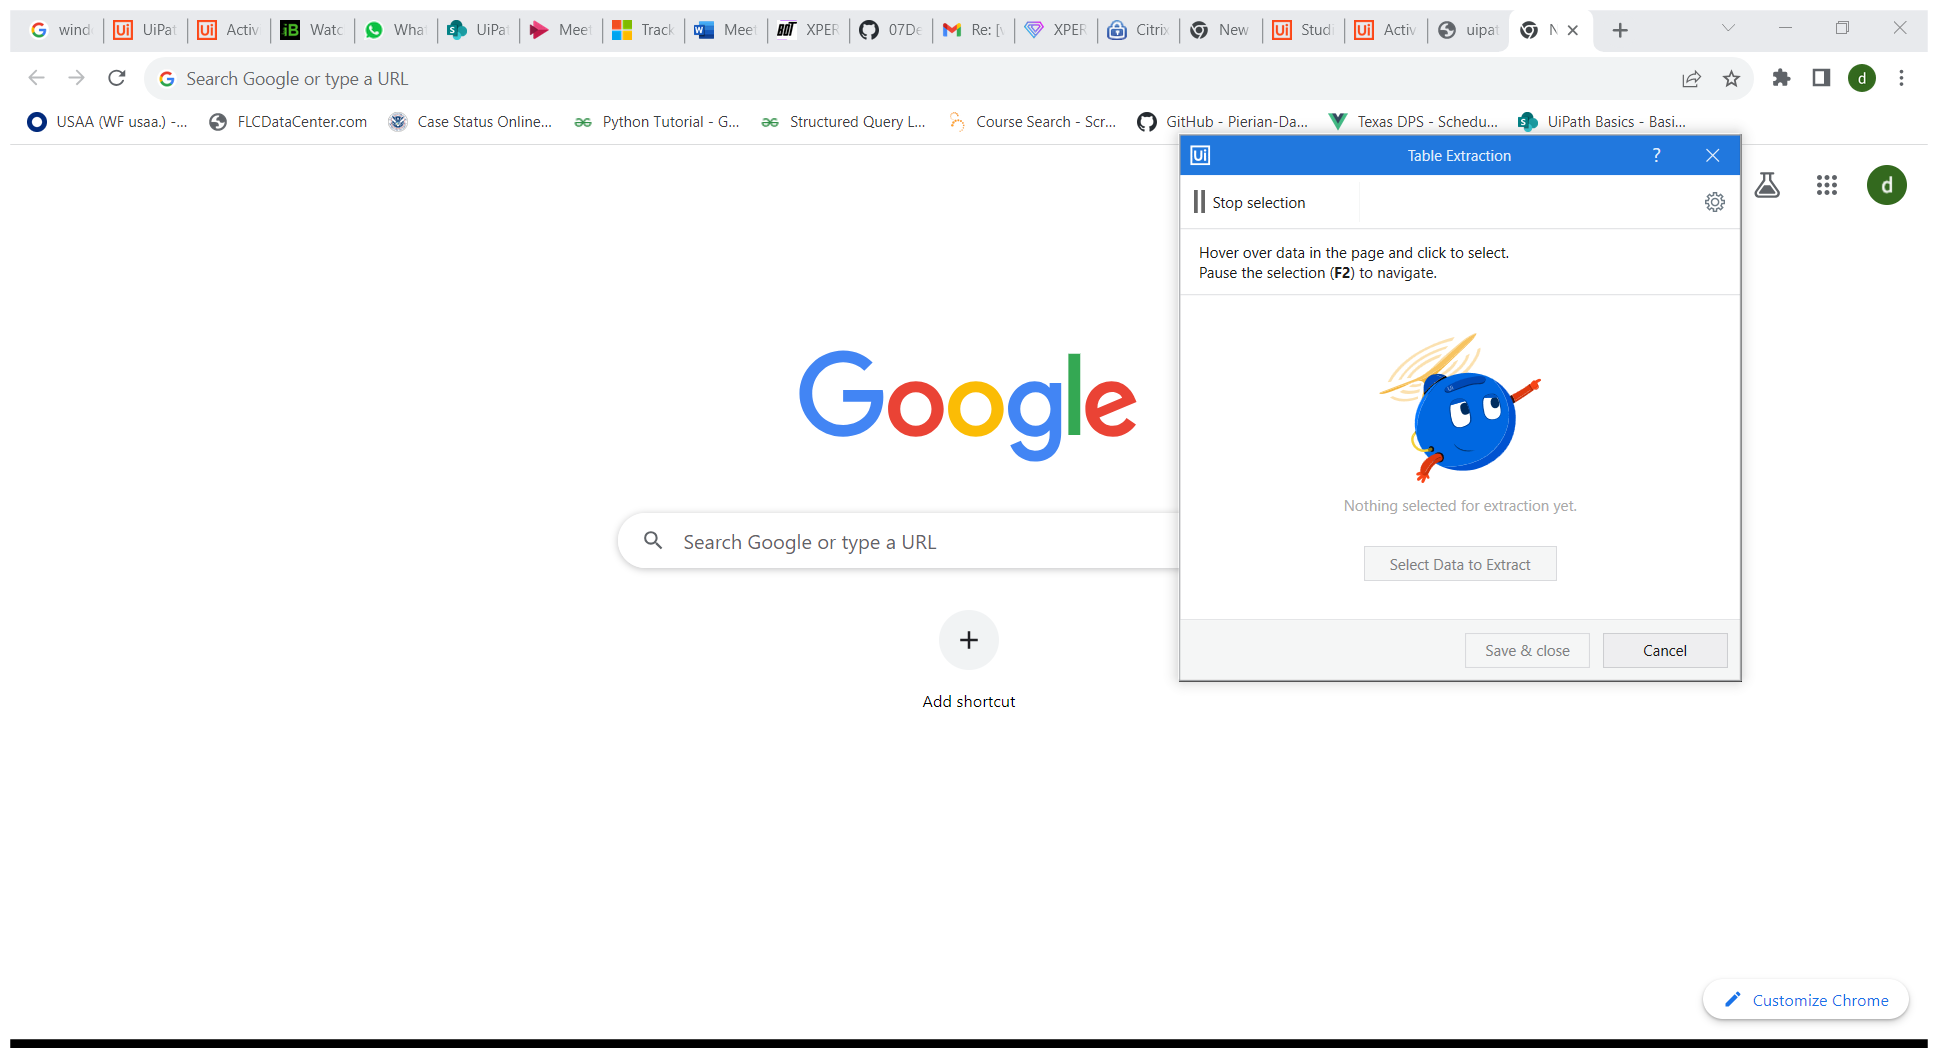 wind UiPat Activ iB Watc What UiPat Meet Track Meet BOT XPER 07De Re: [v XPER Citrix New Studi Activ uipat N
Search Google or type a URL d
USAA (WF usaa.) -... FLCDataCenter.com Case Status Online... Python Tutorial - G... Structured Query L... Course Search - Scr... GitHub - Pierian-Da... Texas DPS - Schedu... UiPath Basics - Basi...
Ui Table Extraction ?
Stop selection
d
Hover over data in the page and click to select.
Pause the selection (F2) to navigate.
Google
Nothing selected for extraction yet.
Search Google or type a URL
Select Data to Extract
Save & close Cancel
Add shortcut
Customize Chrome